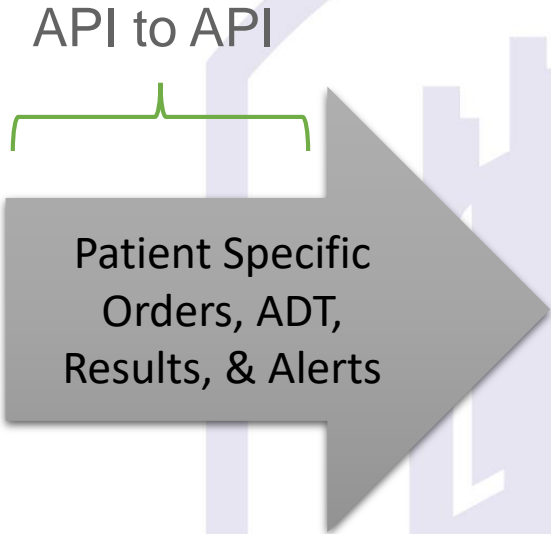 API to API
Patient Specific
Orders, ADT,
Results, & Alerts